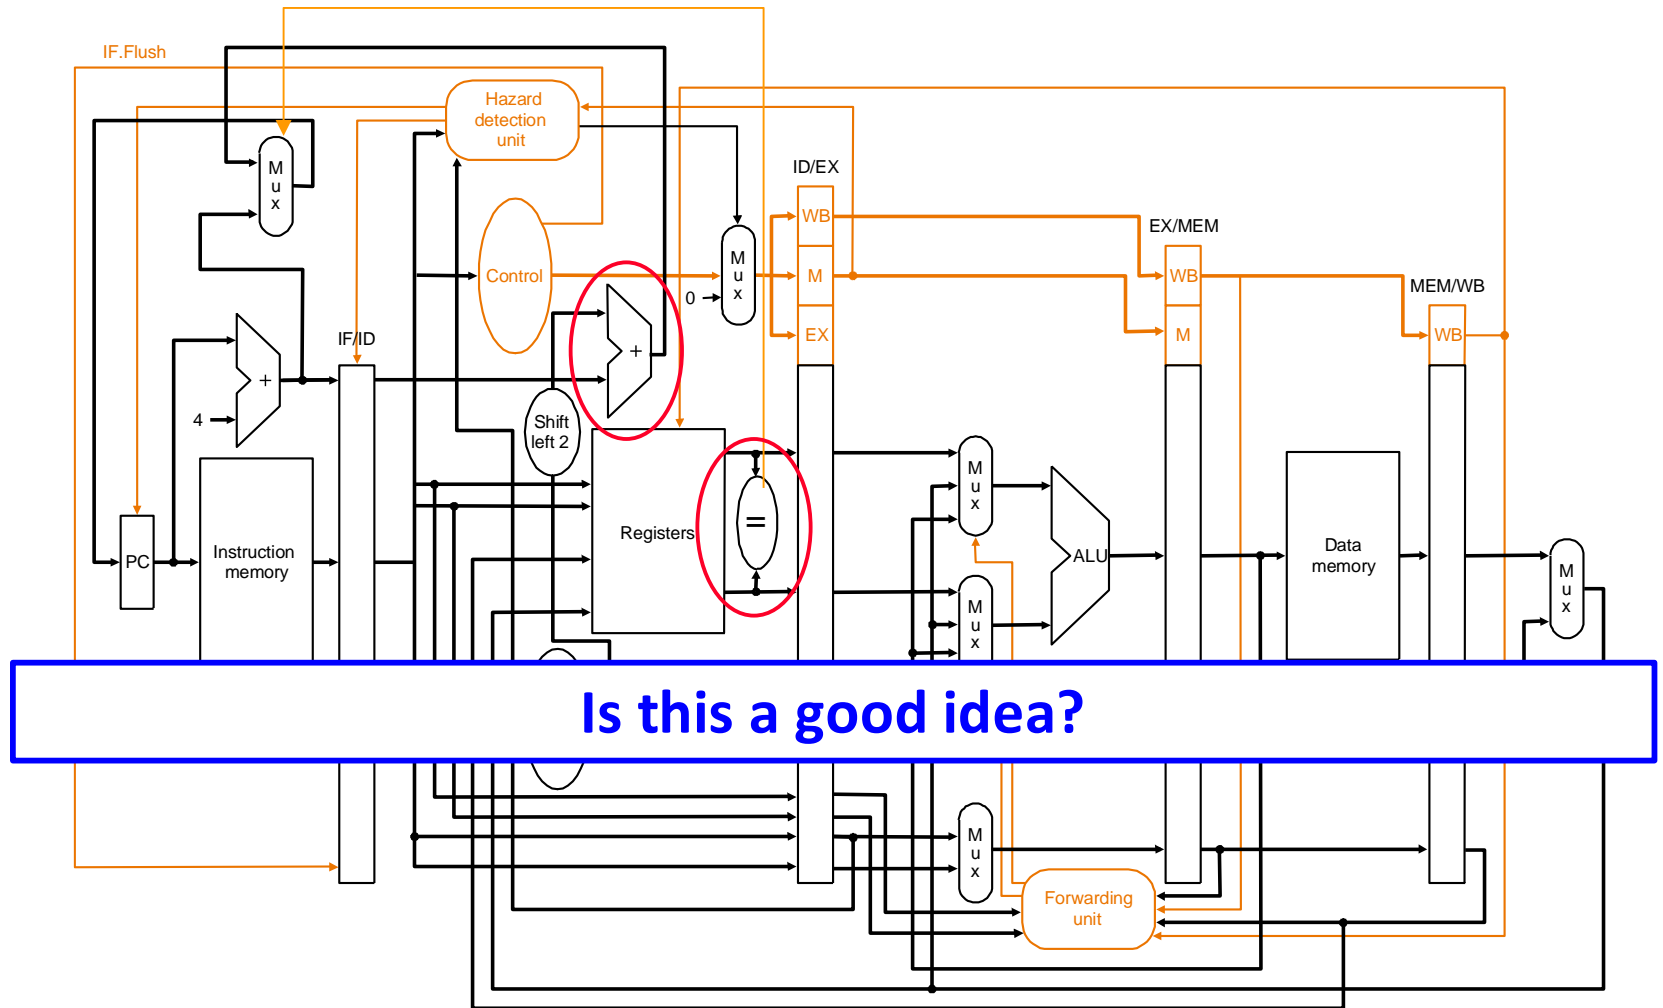 IF.Flush
Hazard
detection
unit
M
u
x
ID/EX
WB
EX/MEM
Control
M
u
x
M
WB
MEM/WB
0
EX
M
WB
IF/ID
+
+
4
Shift
left 2
M
u
x
=
Registers
PC
Instruction
memory
ALU
Data
memory
M
u
x
M
u
x
Is this a good idea?
M
u
x
Forwarding
unit